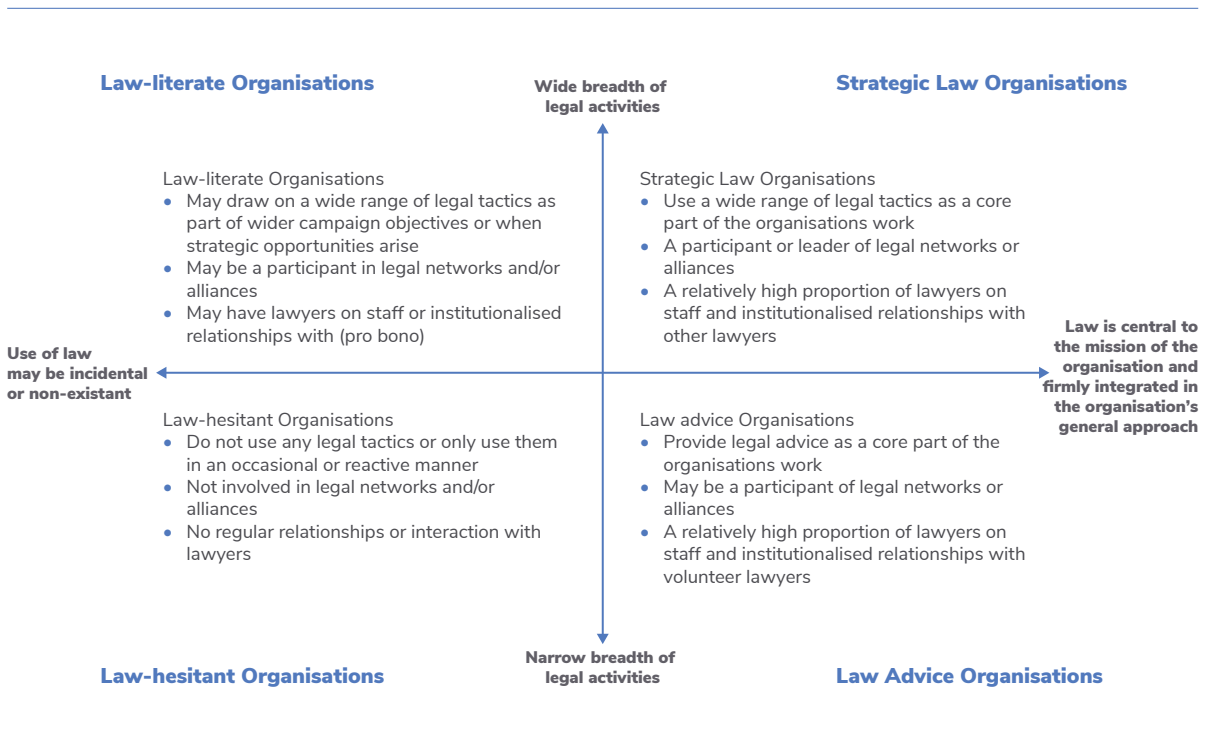 Law-literate Organisations
Wide breadth of
legal activities
Strategic Law Organisations
Law-literate Organisations
• May draw on a wide range of legal tactics as
part of wider campaign objectives or when
strategic opportunities arise
• May be a participant in legal networks and/or
alliances
• May have lawyers on staff or institutionalised
relationships with (pro bono)
Strategic Law Organisations
• Use a wide range of legal tactics as a core
part of the organisations work
• A participant or leader of legal networks or
alliances
• A relatively high proportion of lawyers on
staff and institutionalised relationships with
other lawyers
Use of law
may be incidental
or non-existant
Law is central to
the mission of the
organisation and
firmly integrated in
the organisation's
general approach
Law-hesitant Organisations
• Do not use any legal tactics or only use them
in an occasional or reactive manner
• Not involved in legal networks and/or
alliances
• No regular relationships or interaction with
lawyers
Law advice Organisations
• Provide legal advice as a core part of the
organisations work
• May be a participant of legal networks or
alliances
• A relatively high proportion of lawyers on
staff and institutionalised relationships with
volunteer lawyers
Law-hesitant Organisations
Narrow breadth of
legal activities
Law Advice Organisations